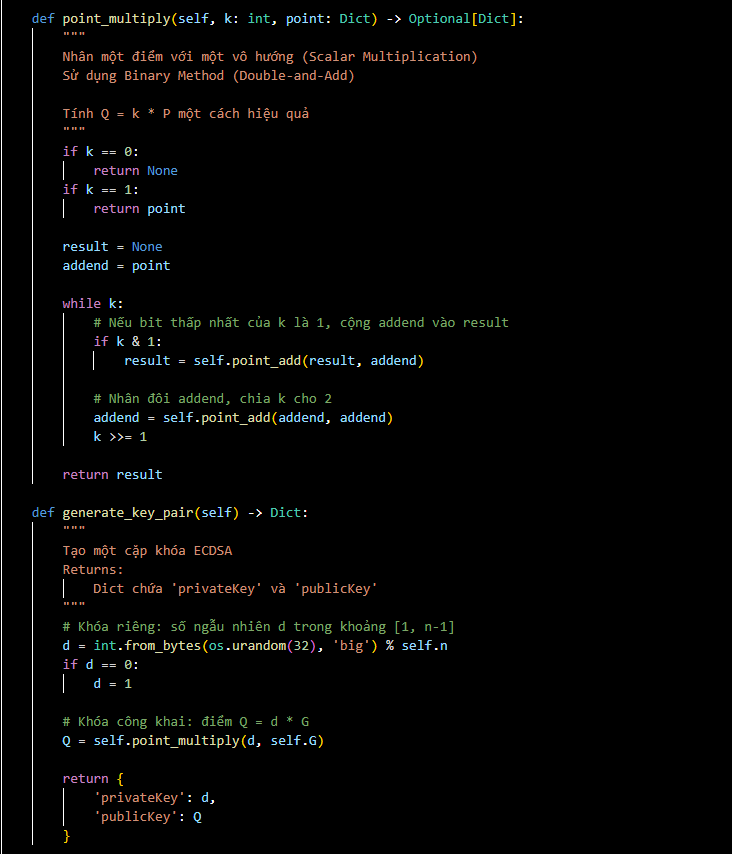 def point_multiply(self, k: int, point: Dict) -> Optional[Dict]:
"""
Nhân một điểm với một vô hướng (Scalar Multiplication)
Sử dụng Binary Method (Double-and-Add)
Tính Q = k * P một cách hiệu quả
"""
if k == 0:
return None
if k == 1:
return point
result = None
addend = point
while k:
# Nếu bit thấp nhất của k là 1, cộng addend vào result
if k & 1:
result = self.point_add(result, addend)
# Nhân đôi addend, chia k cho 2
addend = self.point_add(addend, addend)
k >>= 1
return result
def generate_key_pair(self) -> Dict:
"""
Tạo một cặp khóa ECDSA
Returns:
Dict chứa 'privateKey' và 'publicKey'
"""
# Khóa riêng: số ngẫu nhiên d trong khoảng [1, n-1]
d = int.from_bytes(os.urandom(32), 'big') % self.n
if d == 0:
d = 1
# Khóa công khai: điểm Q = d * G
Q = self.point_multiply(d, self.G)
return {
'privateKey': d,
'publicKey': Q
}